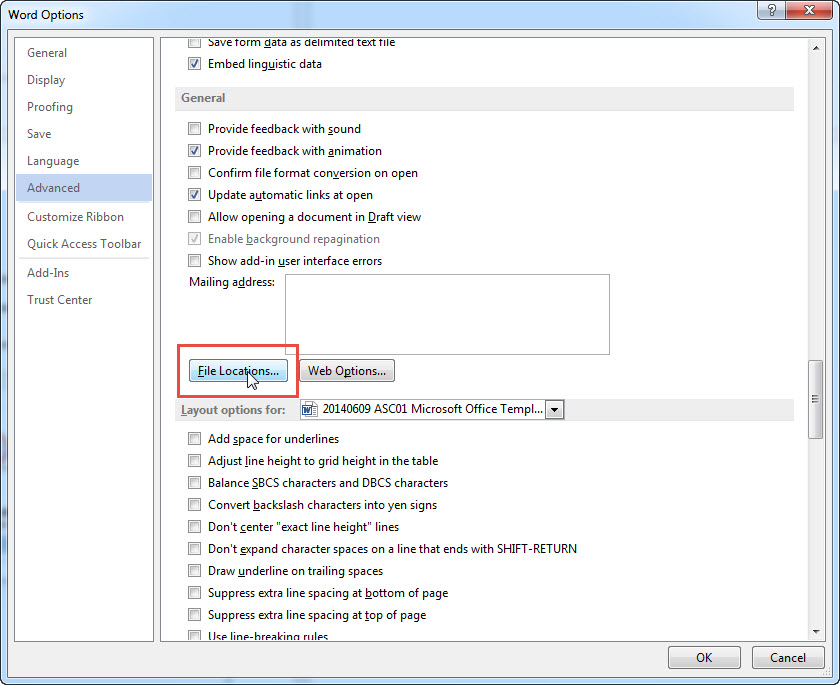 Word Options
General
Display
Proofing
Save
Language
Advanced
Customize Ribbon
Quick Access Toolbar
Add-Ins
Trust Center
Save form data as delimited text file
Embed linguistic data
General
Provide feedback with sound
Provide feedback with animation
Confirm file format conversion on open
Update automatic links at open
Allow opening a document in Draft view
Enable background repagination
Show add-in user interface errors
Mailing address:
File Locations... Web Options...
Layout options for: 20140609 ASC01 Microsoft Office Templ...
Add space for underlines
Adjust line height to grid height in the table
Balance SBCS characters and DBCS characters
Convert backslash characters into yen signs
Don't center "exact line height" lines
Don't expand character spaces on a line that ends with SHIFT-RETURN
Draw underline on trailing spaces
Suppress extra line spacing at bottom of page
Suppress extra line spacing at top of page
Use line-breaking rules
OK Cancel